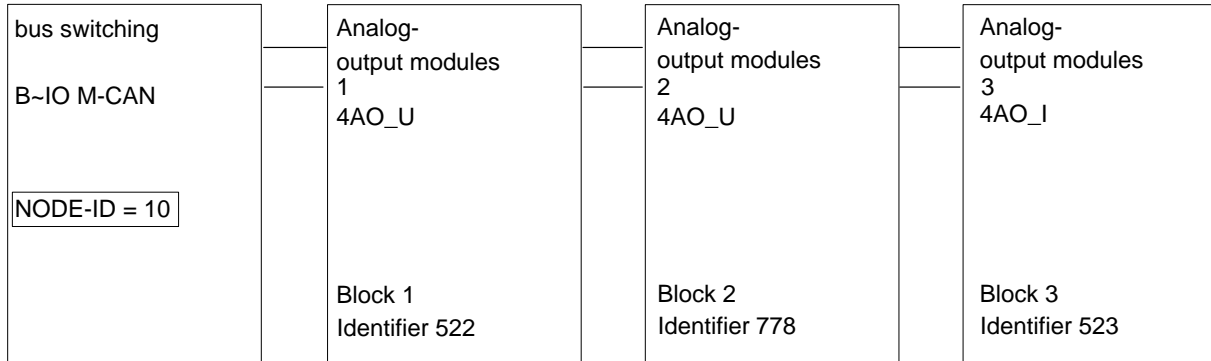 bus switching
B~IO M-CAN
NODE-ID = 10
Analog-
output modules
1
4AO_U
Block 1
Identifier 522
Analog-
output modules
2
4AO_U
Block 2
Identifier 778
Analog-
output modules
3
4AO_I
Block 3
Identifier 523